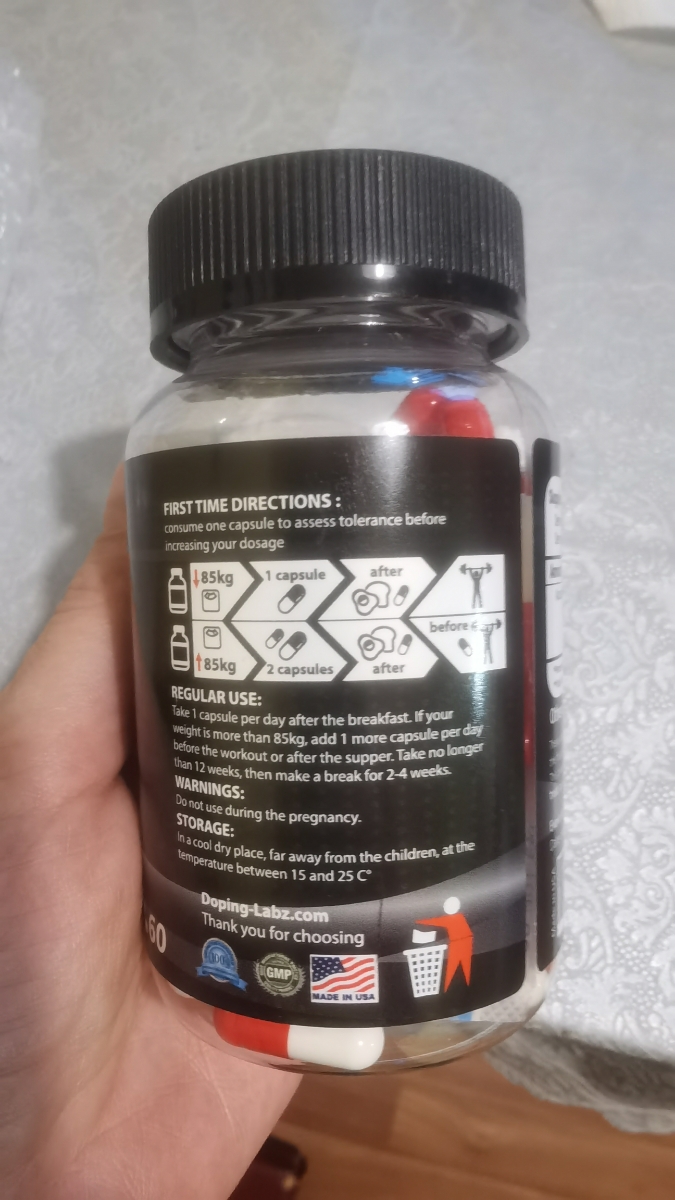 FIRST TIME DIRECTIONS :
consume one capsule to assess tolerance before
increasing your dosage
85kg
1 capsule
after
before
85kg
2 capsules
after
REGULAR USE:
Take 1 capsule per day after the breakfast. If your
weight is more than 85kg, add 1 more capsule per day
before the workout or after the supper. Take no longer
than 12 weeks, then make a break for 2-4 weeks.
WARNINGS:
Do not use during the pregnancy.
STORAGE:
In a cool dry place, far away from the children, at the
temperature between 15 and 25 C°
Doping-Labz.com
Thank you for choosing
60
100%
GMP
MADE IN USA